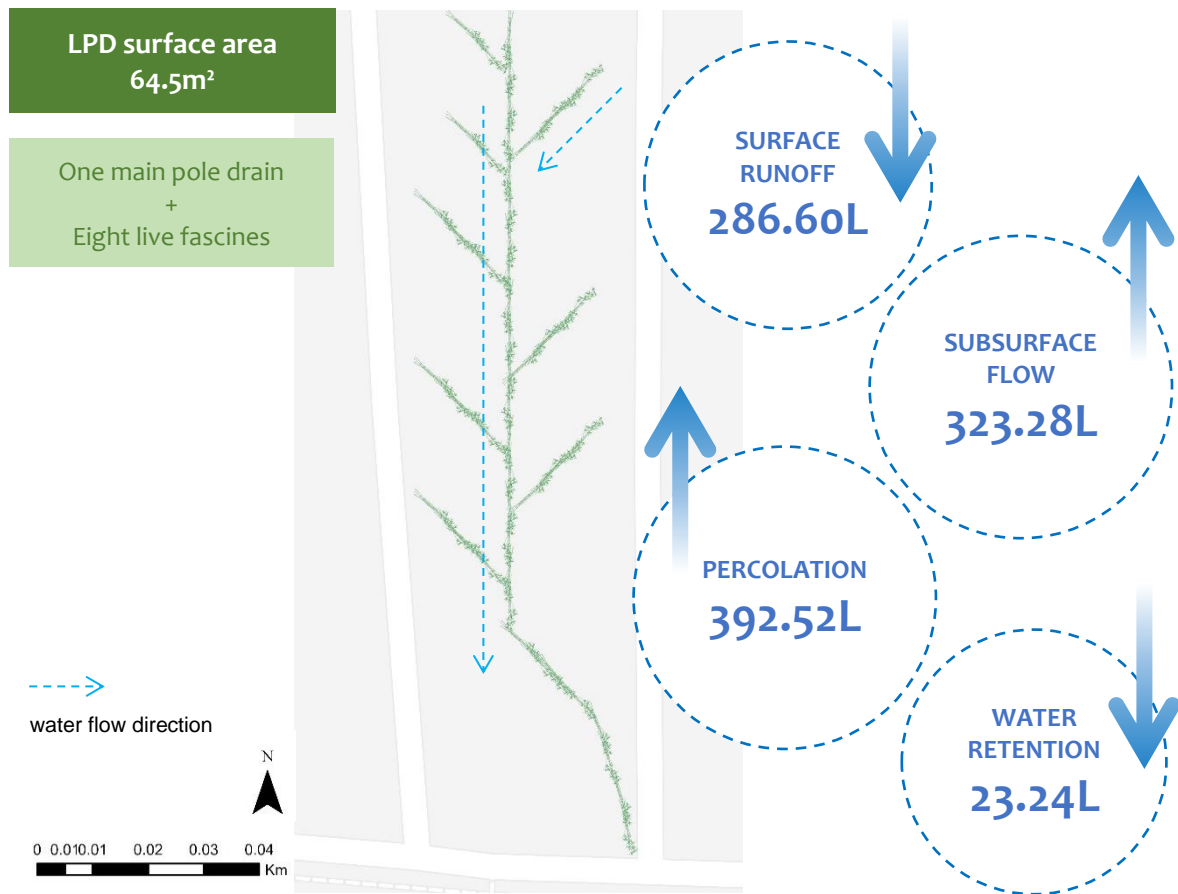 LPD surface area
64.5m²
One main pole drain
+
Eight live fascines
SURFACE
RUNOFF
286.60L
SUBSURFACE
FLOW
323.28L
PERCOLATION
392.52L
WATER
RETENTION
23.24L
water flow direction
N
0 0.010.01 0.02 0.03 0.04
Km